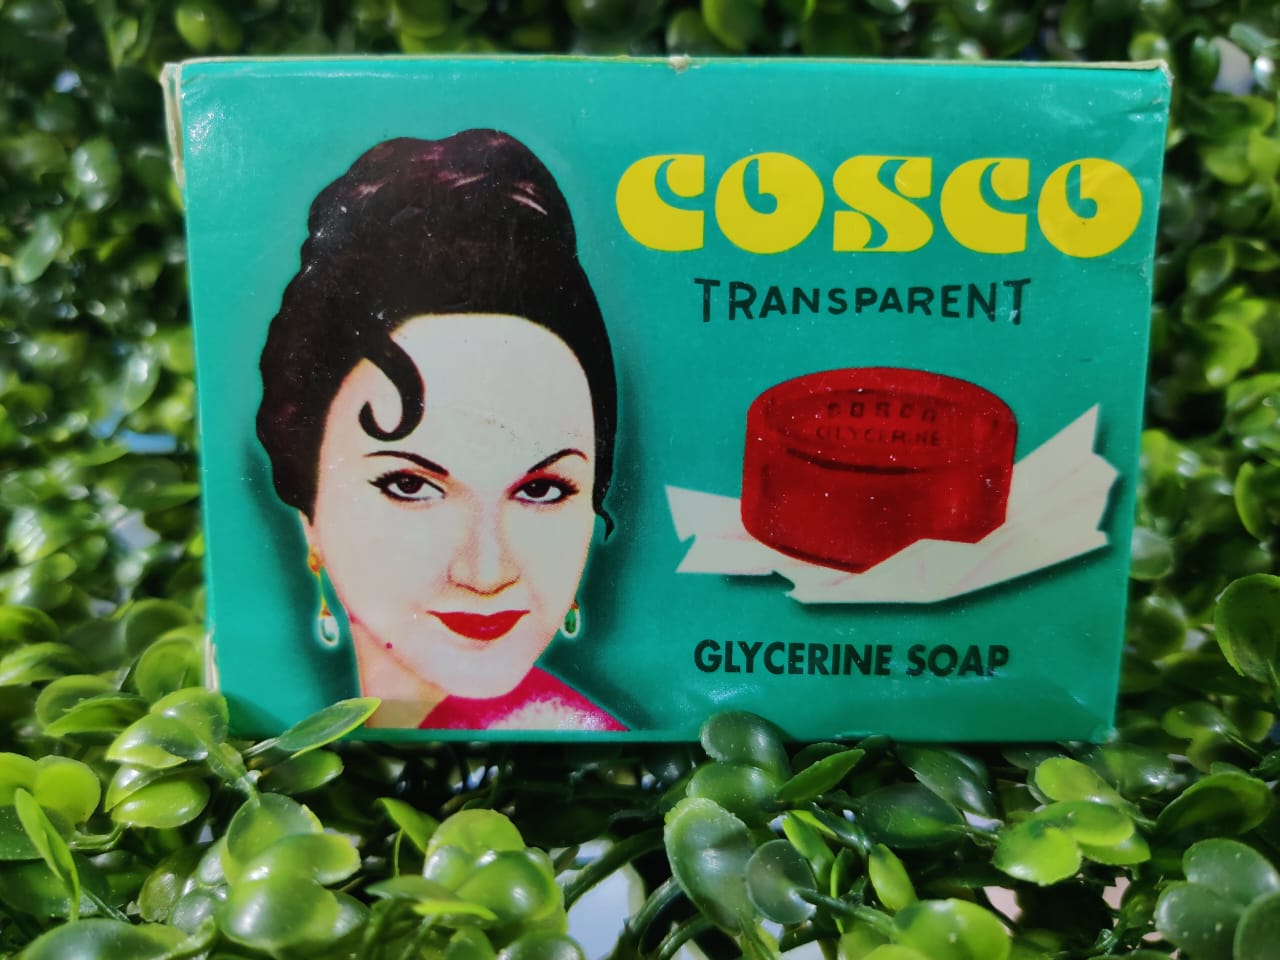 COSCO
TRANSPARENT
COSCO
GLYCERINE
GLYCERINE SOAP